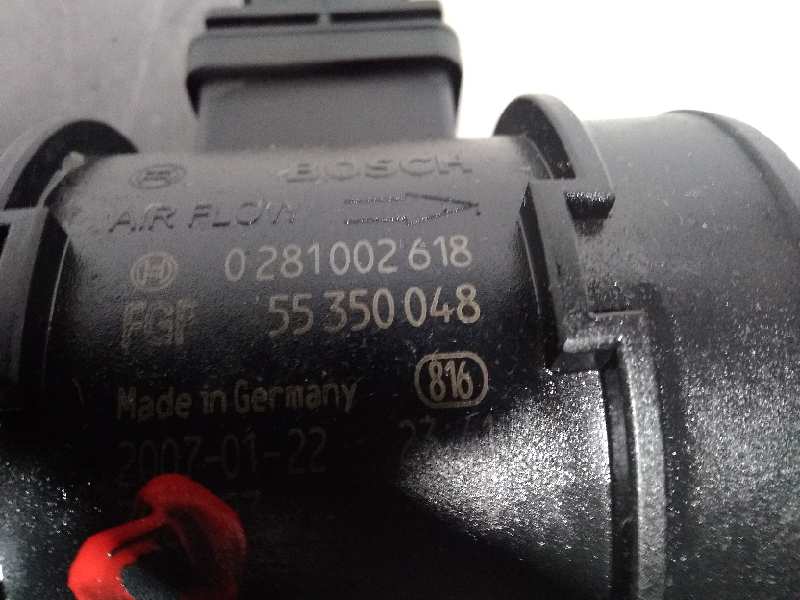 BOSCH
AIR FLOW
0 281 002 618
55 350 048
Made in Germany
816
2007-01-22